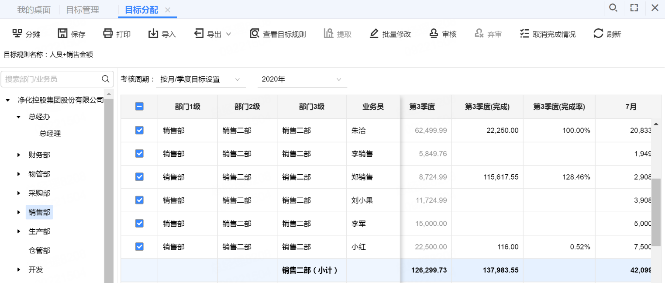 我的桌面 目标管理 目标分配 ×
分摊 保存 打印 导入 导出 查看目标规则 提取 批量修改 审核 弃审 取消完成情况 刷新
目标规则名称：人员+销售金额
搜索部门/业务员
考核周期： 按月/季度目标设置 2020年
净化控股集团股份有限公司
总经办
总经理
财务部
物管部
采购部
销售部
生产部
仓管部
开发
部门1级 部门2级 部门3级 业务员 第3季度 第3季度(完成) 第3季度(完成率) 7月
销售部 销售二部 销售二部 朱洽 62,499.99 22,250.00 100.00% 20,833
销售部 销售二部 销售二部 李销售 5,849.76 1,949
销售部 销售二部 销售二部 郑销售 8,724.99 115,617.55 128.46% 2,908
销售部 销售二部 销售二部 刘小果 11,724.99 3,908
销售部 销售二部 销售二部 李军 15,000.00 5,000
销售部 销售二部 销售二部 小红 22,500.00 116.00 0.52% 7,500
销售二部（小计） 126,299.73 137,983.55 42,099